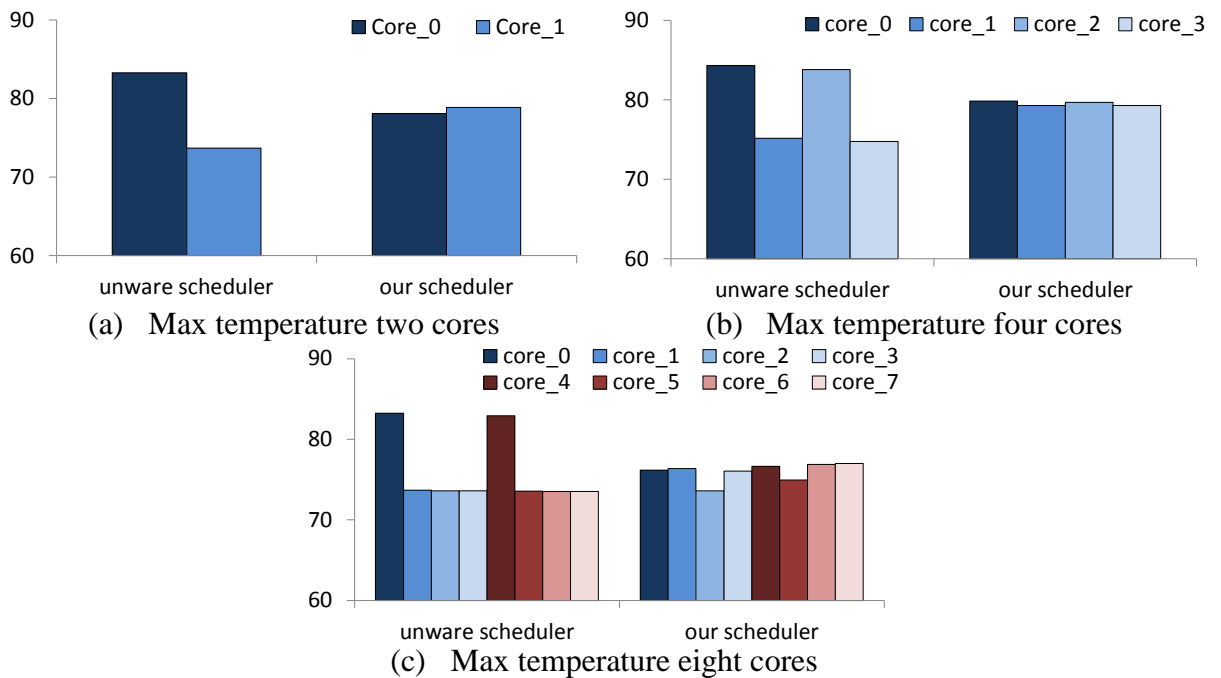 90
80
70
60
Core_0 Core_1
unware scheduler our scheduler
(a) Max temperature two cores
90
80
70
60
core_0 core_1 core_2 core_3
unware scheduler our scheduler
(b) Max temperature four cores
90
80
70
60
core_0 core_1 core_2 core_3
core_4 core_5 core_6 core_7
unware scheduler our scheduler
(c) Max temperature eight cores